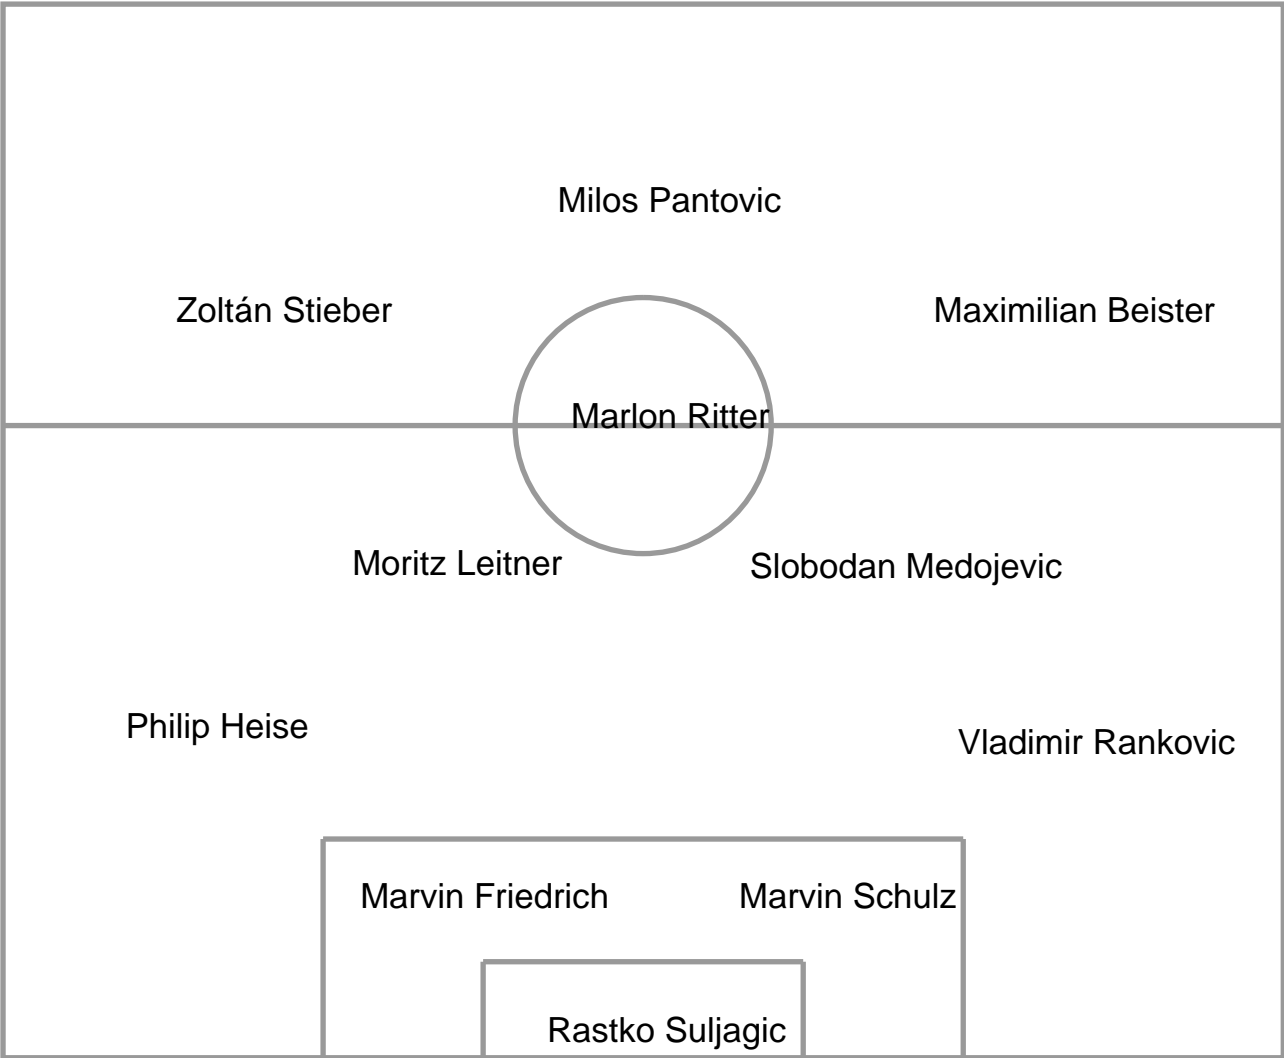 Milos Pantovic
Zoltán Stieber
Maximilian Beister
Marlon Ritter
Moritz Leitner
Slobodan Medojevic
Philip Heise
Vladimir Rankovic
Marvin Friedrich
Marvin Schulz
Rastko Suljagic